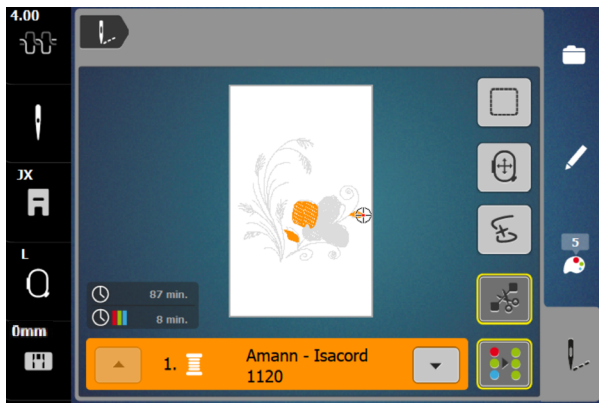 4.00
JX
L
0mm
87 min.
8 min.
1.
Amann - Isacord
1120
5